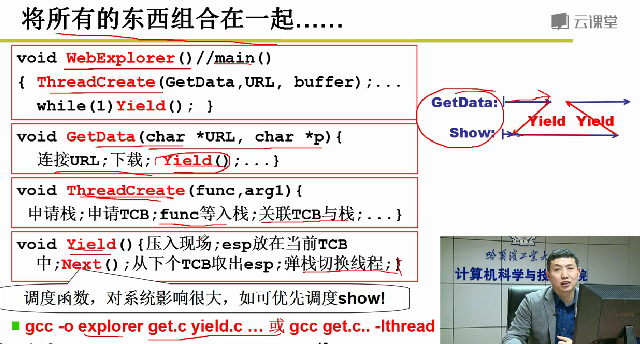 将所有的东西组合在一起……
云课堂
void WebExplorer()//main()
{ ThreadCreate(GetData,URL, buffer);…
while(1)Yield(); }
GetData:
Yield Yield
Show:
void GetData(char *URL, char *p){
连接URL;下载; Yield();…}
void ThreadCreate(func,arg1){
申请栈;申请TCB;func等入栈;关联TCB与栈;…}
void Yield(){压入现场;esp放在当前TCB
中;Next();从下个TCB取出esp;弹栈切换线程;}
调度函数，对系统影响很大，如可优先调度show!
gcc -o explorer get.c yield.c … 或 gcc get.c.. -lthread
哈尔滨工业大学
计算机科学与技术学院